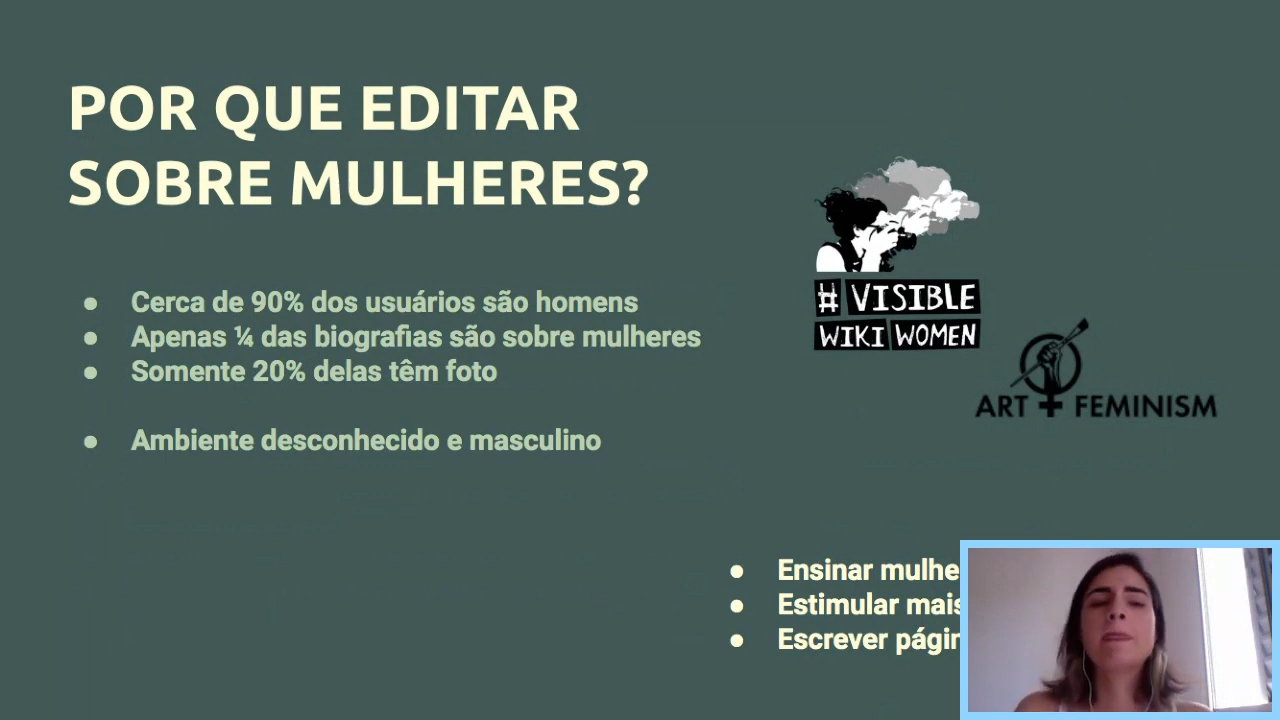 POR QUE EDITAR
SOBRE MULHERES?
● Cerca de 90% dos usuários são homens
● Apenas ¼ das biografias são sobre mulheres
● Somente 20% delas têm foto
● Ambiente desconhecido e masculino
# VISIBLE
WIKI WOMEN
ART FEMINISM
● Ensinar
● Estimular mais
● Escrever